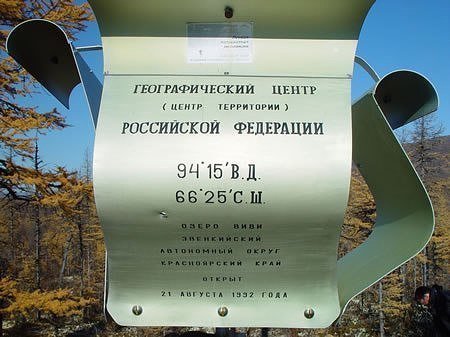 ГЕОГРАФИЧЕСКИЙ ЦЕНТР
(ЦЕНТР ТЕРРИТОРИИ)
РОССИЙСКОЙ ФЕДЕРАЦИИ
94°15'В.Д.
66°25'С.Ш.
ОЗЕРО ВИВИ
ЭВЕНКИЙСКИЙ
АВТОНОМНЫЙ ОКРУГ
КРАСНОЯРСКИЙ КРАЙ
ОТКРЫТ
21 АВГУСТА 1992 ГОДА